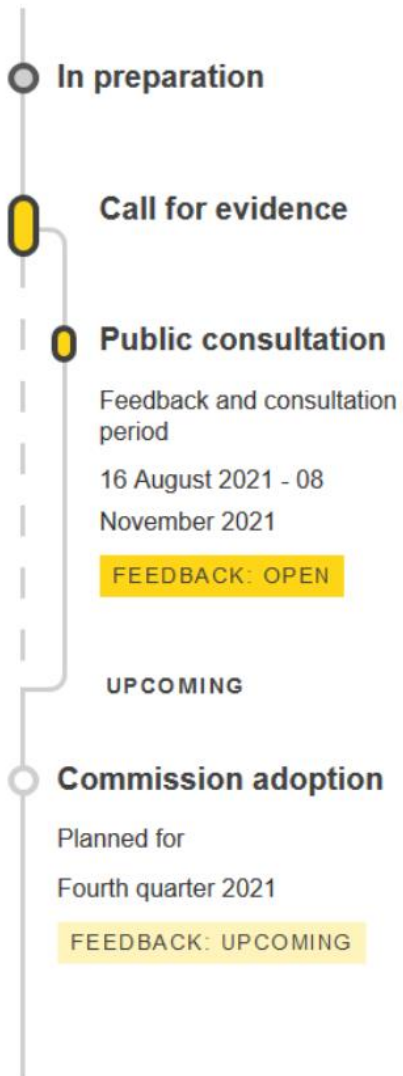 In preparation
Call for evidence
Public consultation
Feedback and consultation
period
16 August 2021 - 08
November 2021
FEEDBACK: OPEN
UPCOMING
Commission adoption
Planned for
Fourth quarter 2021
FEEDBACK: UPCOMING